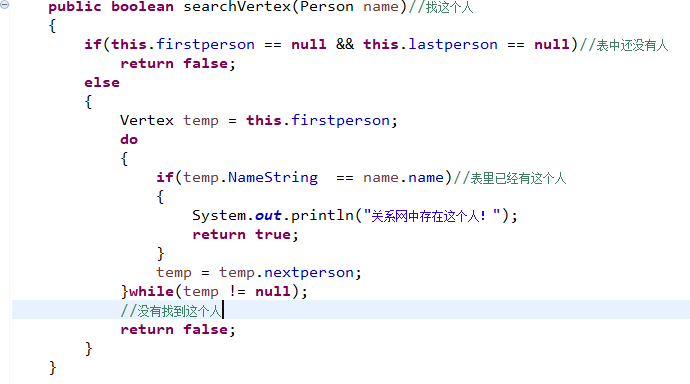 public boolean searchVertex(Person name)//找这个人
{
if(this.firstperson == null && this.lastperson == null)//表中还没有人
return false;
else
{
Vertex temp = this.firstperson;
do
{
if(temp.NameString  == name.name)//表里已经有这个人
{
System.out.println("关系网中存在这个人! ");
return true;
}
temp = temp.nextperson;
}while(temp != null);
//没有找到这个人
return false;
}
}